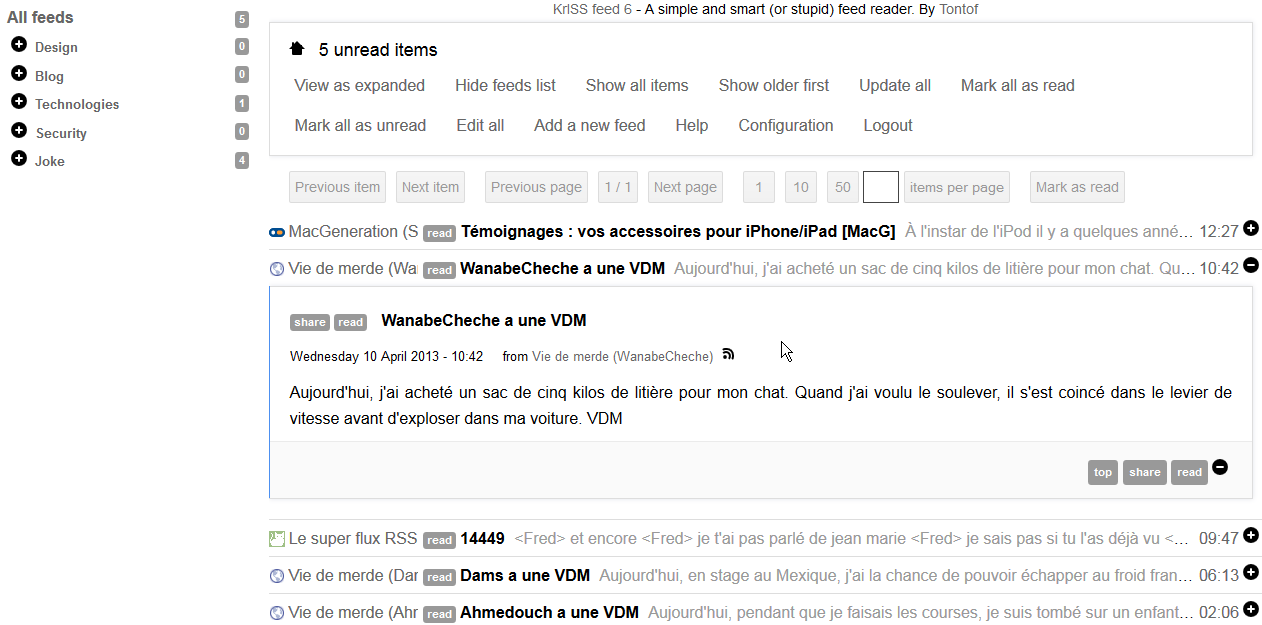 KrISS feed 6 - A simple and smart (or stupid) feed reader. By Tontof
All feeds 5
Design 0
Blog 0
Technologies 1
Security 0
Joke 4
5 unread items
View as expanded Hide feeds list Show all items Show older first Update all Mark all as read
Mark all as unread Edit all Add a new feed Help Configuration Logout
Previous item Next item Previous page 1 / 1 Next page 1 10 50 items per page Mark as read
MacGeneration (S read Témoignages : vos accessoires pour iPhone/iPad [MacG] À l'instar de l'iPod il y a quelques anné... 12:27
Vie de merde (Wa read WanabeCheche a une VDM Aujourd'hui, j'ai acheté un sac de cinq kilos de litière pour mon chat. Qu... 10:42
share read WanabeCheche a une VDM
Wednesday 10 April 2013 - 10:42 from Vie de merde (WanabeCheche)
Aujourd'hui, j'ai acheté un sac de cinq kilos de litière pour mon chat. Quand j'ai voulu le soulever, il s'est coincé dans le levier de
vitesse avant d'exploser dans ma voiture. VDM
top share read
Le super flux RSS read 14449 <Fred> et encore <Fred> je t'ai pas parlé de jean marie <Fred> je sais pas si tu l'as déjà vu <... 09:47
Vie de merde (Dar read Dams a une VDM Aujourd'hui, en stage au Mexique, j'ai la chance de pouvoir échapper au froid fran... 06:13
Vie de merde (Ahr read Ahmedouch a une VDM Aujourd'hui, pendant que je faisais les courses, je suis tombé sur un enfant... 02:06